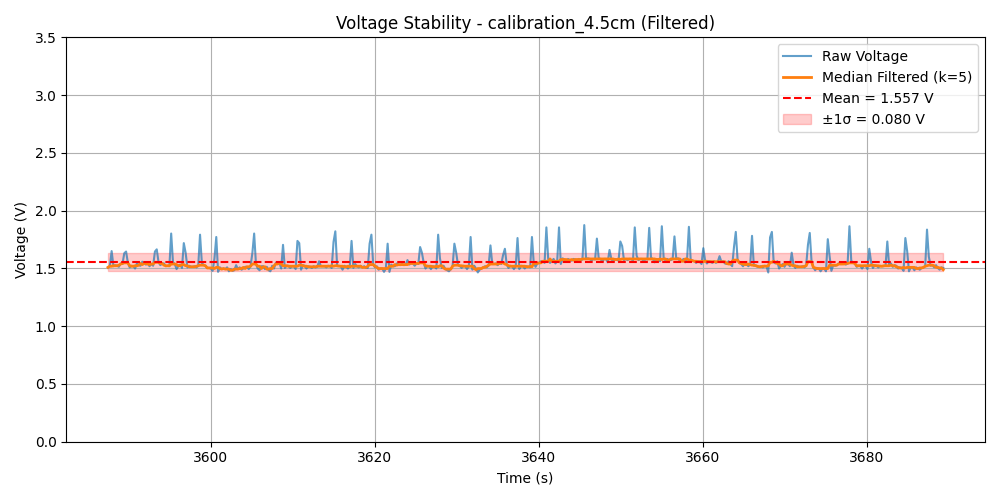 Voltage Stability - calibration_4.5cm (Filtered)
Raw Voltage
Median Filtered (k=5)
Mean = 1.557 V
±1σ = 0.080 V
Voltage (V)
3.5
3.0
2.5
2.0
1.5
1.0
0.5
0.0
3600 3620 3640 3660 3680
Time (s)